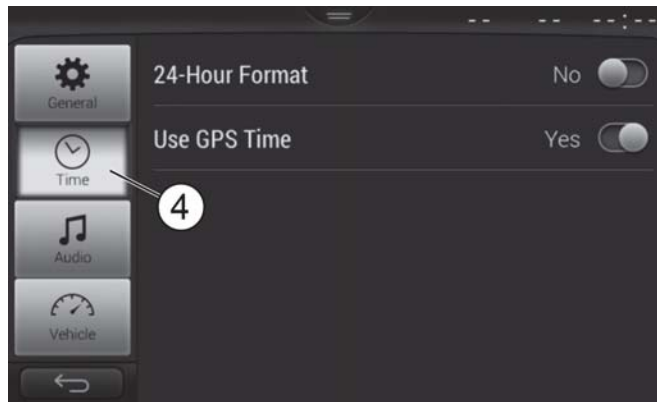 -- -- --:--
General
24-Hour Format No
Use GPS Time Yes
Time
4
Audio
Vehicle